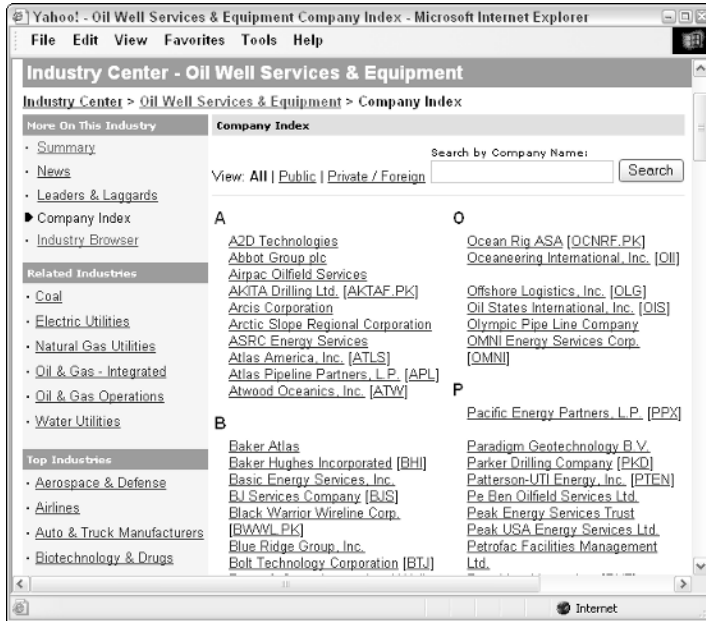 Yahoo! - Oil Well Services & Equipment Company Index - Microsoft Internet Explorer
File Edit View Favorites Tools Help
Industry Center - Oil Well Services & Equipment
Industry Center > Oil Well Services & Equipment > Company Index
More On This Industry
· Summary
· News
· Leaders & Laggards
Company Index
· Industry Browser
Related Industries
· Coal
· Electric Utilities
· Natural Gas Utilities
· Oil & Gas - Integrated
· Oil & Gas Operations
· Water Utilities
Top Industries
· Aerospace & Defense
· Airlines
· Auto & Truck Manufacturers
· Biotechnology & Drugs
Company Index
Search by Company Name:
View: All | Public | Private / Foreign
Search
A
A2D Technologies
Abbot Group plc
Airpac Oilfield Services
AKITA Drilling Ltd. [AKTAF.PK]
Arcis Corporation
Arctic Slope Regional Corporation
ASRC Energy Services
Atlas America, Inc. [ATLS]
Atlas Pipeline Partners, L.P. [APL]
Atwood Oceanics, Inc. [ATW]
B
Baker Atlas
Baker Hughes Incorporated [BHI]
Basic Energy Services, Inc.
BJ Services Company [BJS]
Black Warrior Wireline Corp.
[BWWL.PK]
Blue Ridge Group, Inc.
Bolt Technology Corporation [BTJ]
O
Ocean Rig ASA [OCNRF.PK]
Oceaneering International, Inc. [OII]
Offshore Logistics, Inc. [OLG]
Oil States International, Inc. [OIS]
Olympic Pipe Line Company
OMNI Energy Services Corp.
[OMNI]
P
Pacific Energy Partners, L.P. [PPX]
Paradigm Geotechnology B.V.
Parker Drilling Company [PKD]
Patterson-UTI Energy, Inc. [PTEN]
Pe Ben Oilfield Services Ltd.
Peak Energy Services Trust
Peak USA Energy Services Ltd.
Petrofac Facilities Management
Ltd.
Internet